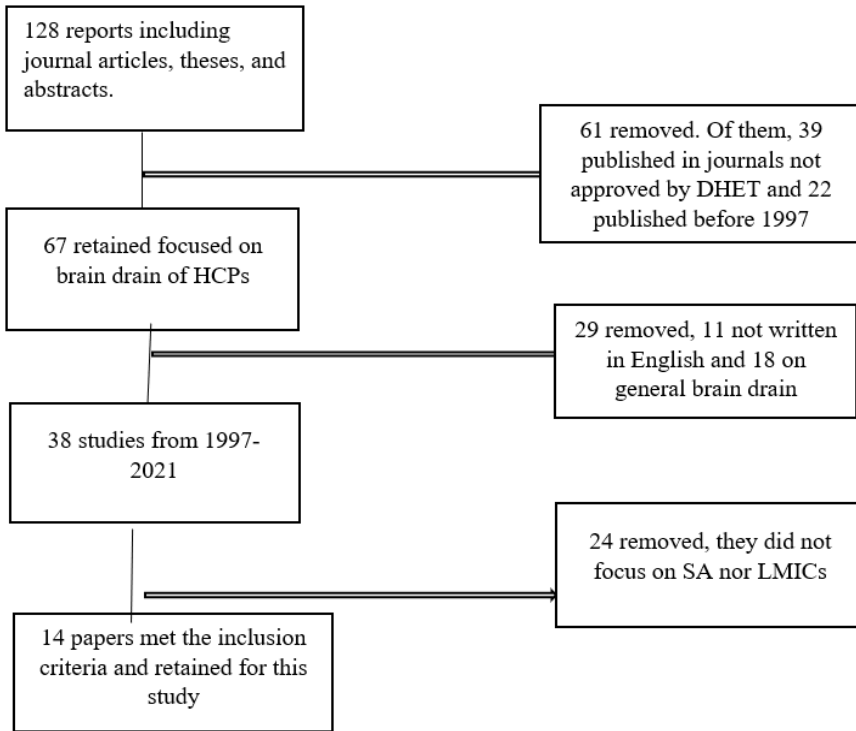 128 reports including
journal articles, theses, and
abstracts.
61 removed. Of them, 39
published in journals not
approved by DHET and 22
published before 1997
67 retained focused on
brain drain of HCPs
29 removed, 11 not written
in English and 18 on
general brain drain
38 studies from 1997-
2021
24 removed, they did not
focus on SA nor LMICs
14 papers met the inclusion
criteria and retained for this
study